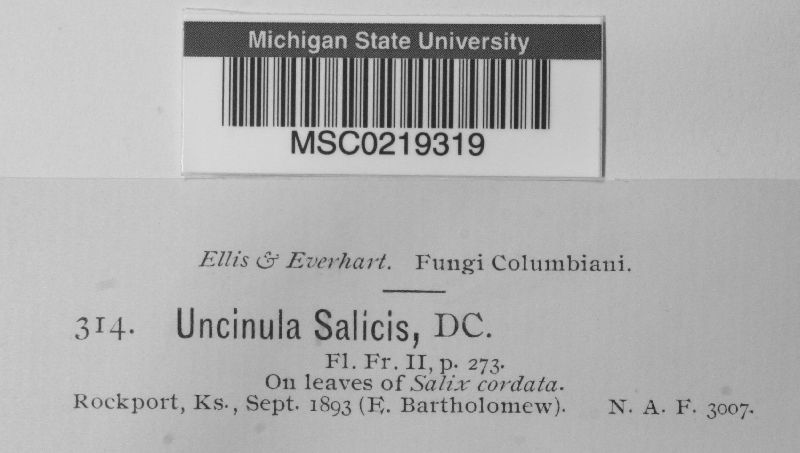 Michigan State University
MSC0219319
Ellis & Everhart. Fungi Columbiani.
314. Uncinula Salicis, DC.
Fl. Fr. II, p. 273.
On leaves of Salix cordata.
Rockport, Ks., Sept. 1893 (E. Bartholomew). N. A. F. 3007.